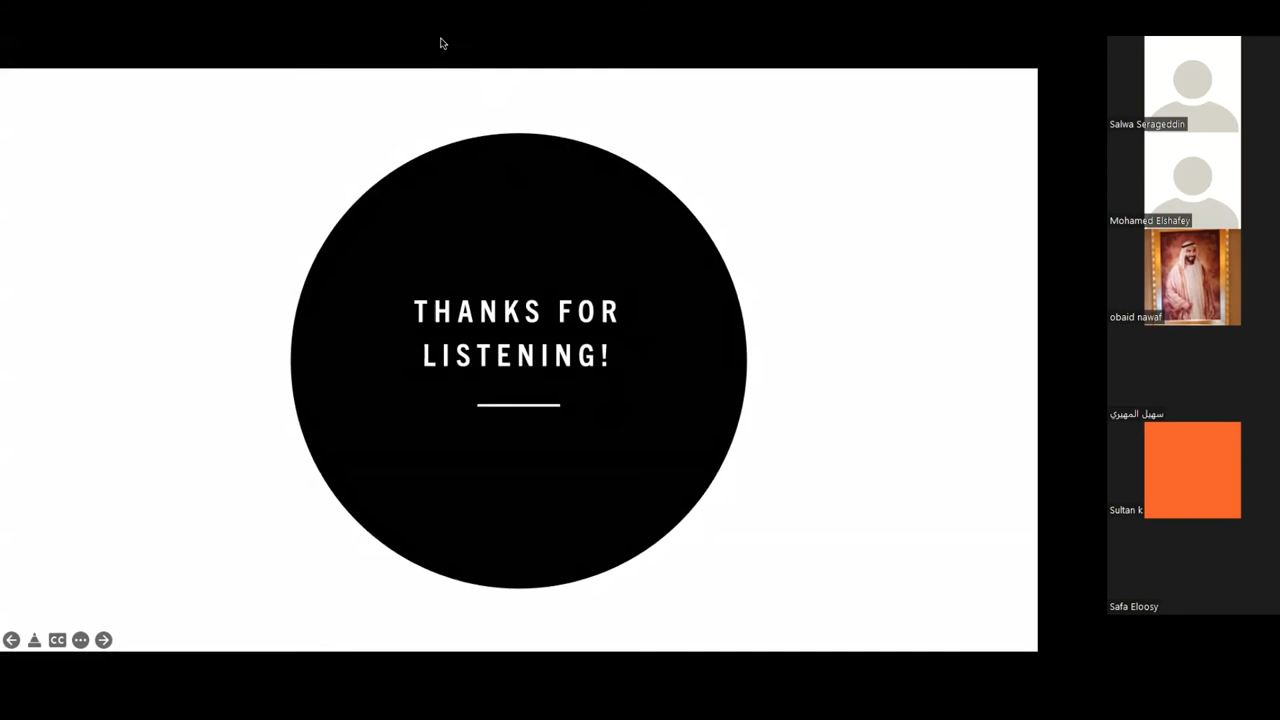 THANKS FOR
LISTENING!
CC
Salwa Serageddin
Mohamed Elshafey
obaid nawaf
سهيل المهيري
Sultan k
Safa Eloosy